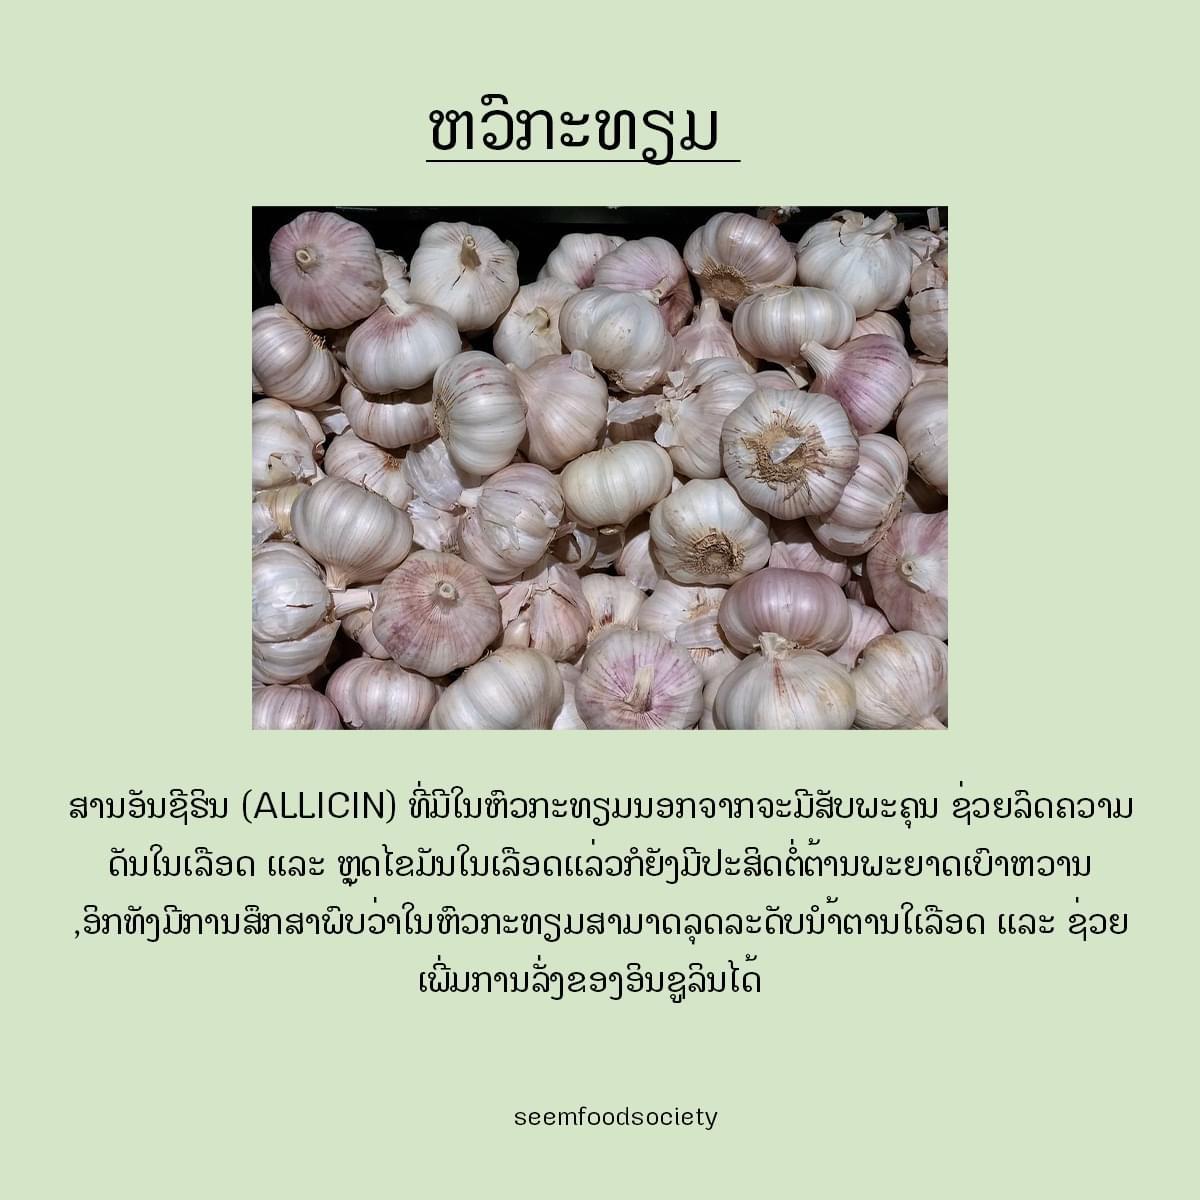 ຫວົກະທຽມ
ສານອັນຊີຣິນ (ALLICIN) ທີ່ມີໃນຫົວກະທຽມນອກຈາກຈະມີສັບພະຄຸນ ຊ່ວຍລົດຄວາມ
ດັນໃນເລືອດ ແລະ ຫຼຸດໄຂມັນໃນເລືອດແລ່ວກໍຍັງມີປະສິດຕໍ່ຕ້ານພະຍາດເບົາຫວານ
,ອິກທັງມີການສຶກສາພົບວ່າໃນຫົວກະທຽມສາມາດລຸດລະດັບນ້ຳຕານໃເລືອດ ແລະ ຊ່ວຍ
ເພີ່ມການລັ່ງຂອງອິນຊູລິນໄດ້
seemfoodsociety